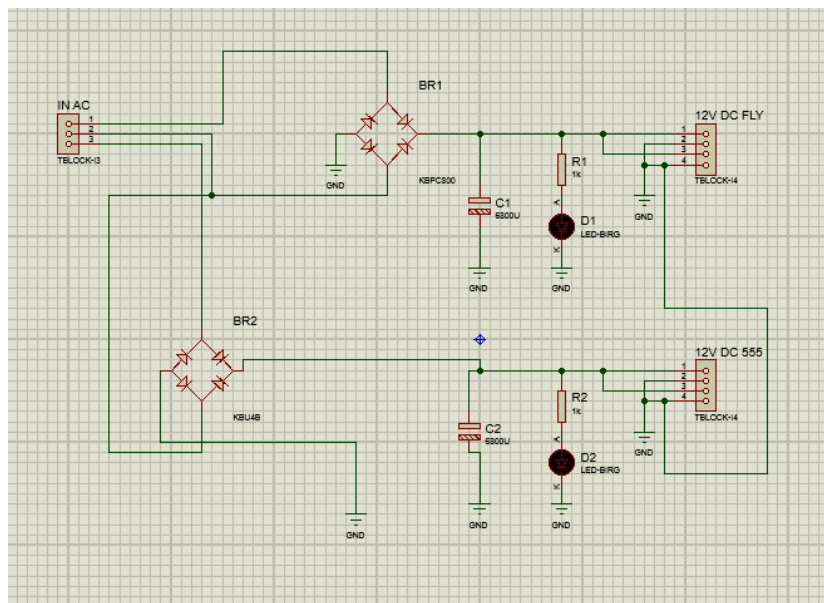 BR1
IN AC
1
2
3
TBLOCK-I3
GND
KBPC800
C1
6800U
R1
1k
A
D1
LED-BIRG
K
GND
GND
12V DC FLY
1
2
3
4
TBLOCK-I4
GND
BR2
KBU4B
GND
C2
6800U
GND
R2
1k
A
D2
LED-BIRG
K
GND
12V DC 555
1
2
3
4
TBLOCK-I4
GND